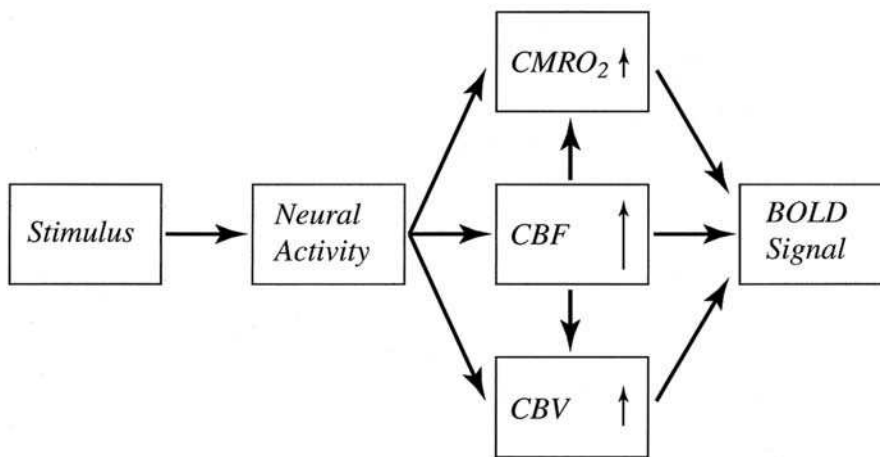 Stimulus
Neural
Activity
CMRO₂
CBF
CBV
BOLD
Signal